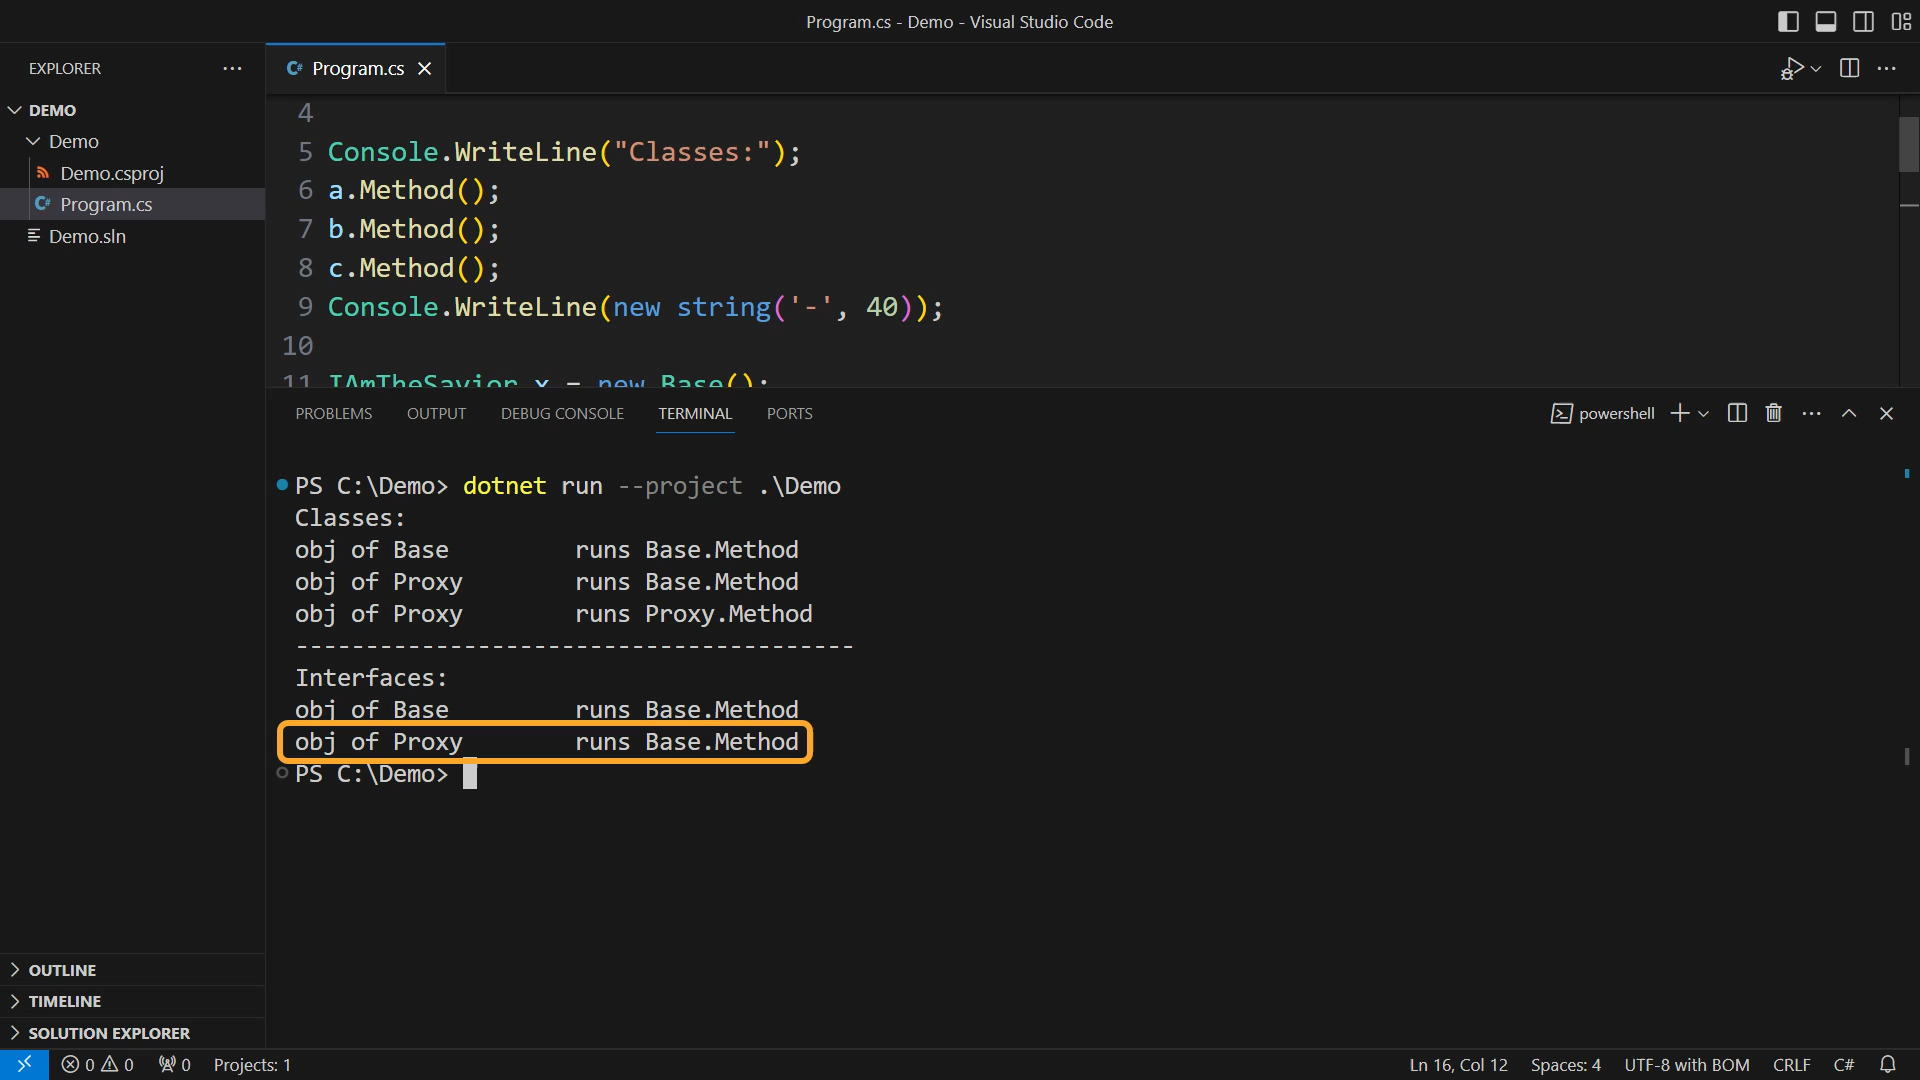 Program.cs - Demo - Visual Studio Code
EXPLORER
DEMO
Demo
Demo.csproj
Program.cs
Demo.sln
OUTLINE
TIMELINE
SOLUTION EXPLORER
C# Program.cs
4
5 Console.WriteLine("Classes:");
6 a.Method();
7 b.Method();
8 c.Method();
9 Console.WriteLine(new string('-', 40));
10
11 IAmTheSavior x = new Base();
PROBLEMS OUTPUT DEBUG CONSOLE TERMINAL PORTS
powershell
PS C:\Demo> dotnet run --project .\Demo
Classes:
obj of Base runs Base.Method
obj of Proxy runs Base.Method
obj of Proxy runs Proxy.Method
----------------------------------------
Interfaces:
obj of Base runs Base.Method
obj of Proxy runs Base.Method
PS C:\Demo>
0 0 0 Projects: 1 Ln 16, Col 12 Spaces: 4 UTF-8 with BOM CRLF C#